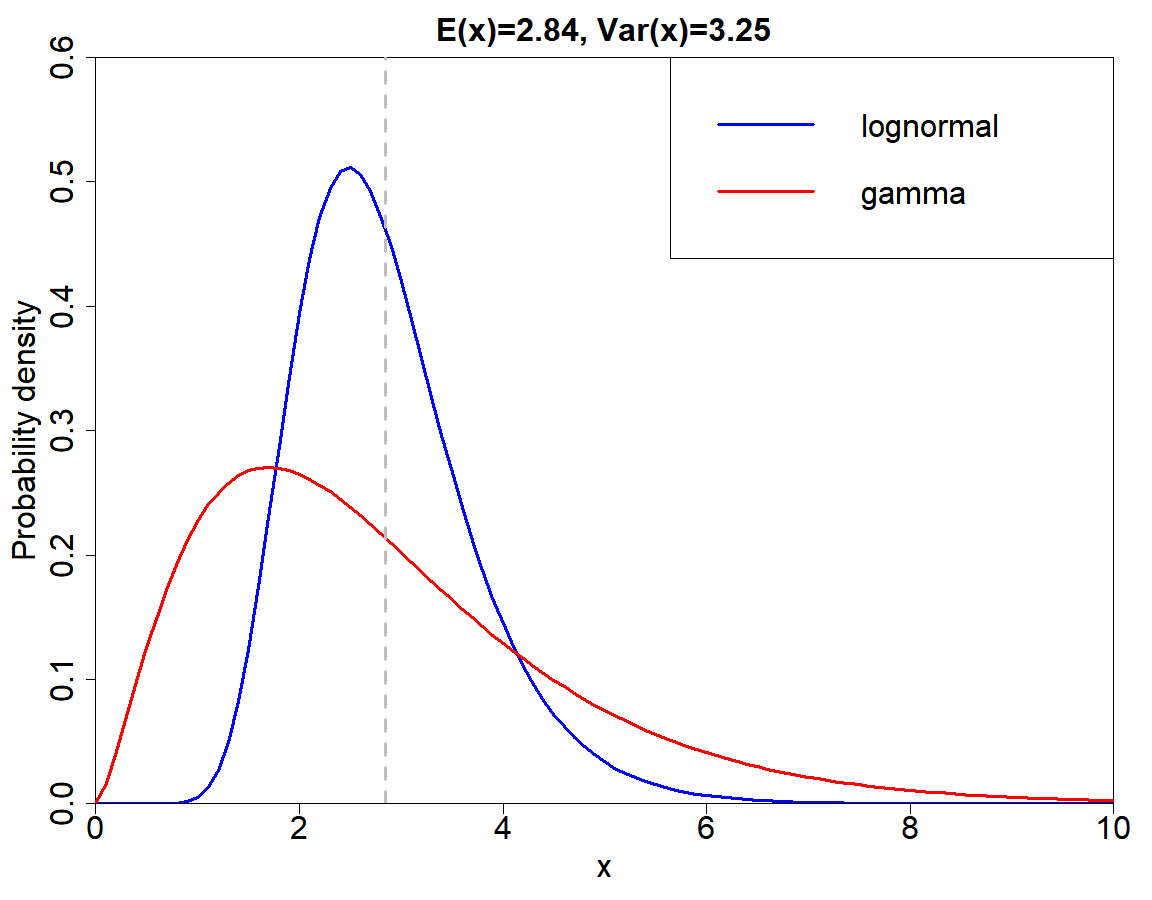 E(x)=2.84, Var(x)=3.25
lognormal
gamma
Probability density
0.0
0.1
0.2
0.3
0.4
0.5
0.6
0 2 4 6 8 10
x